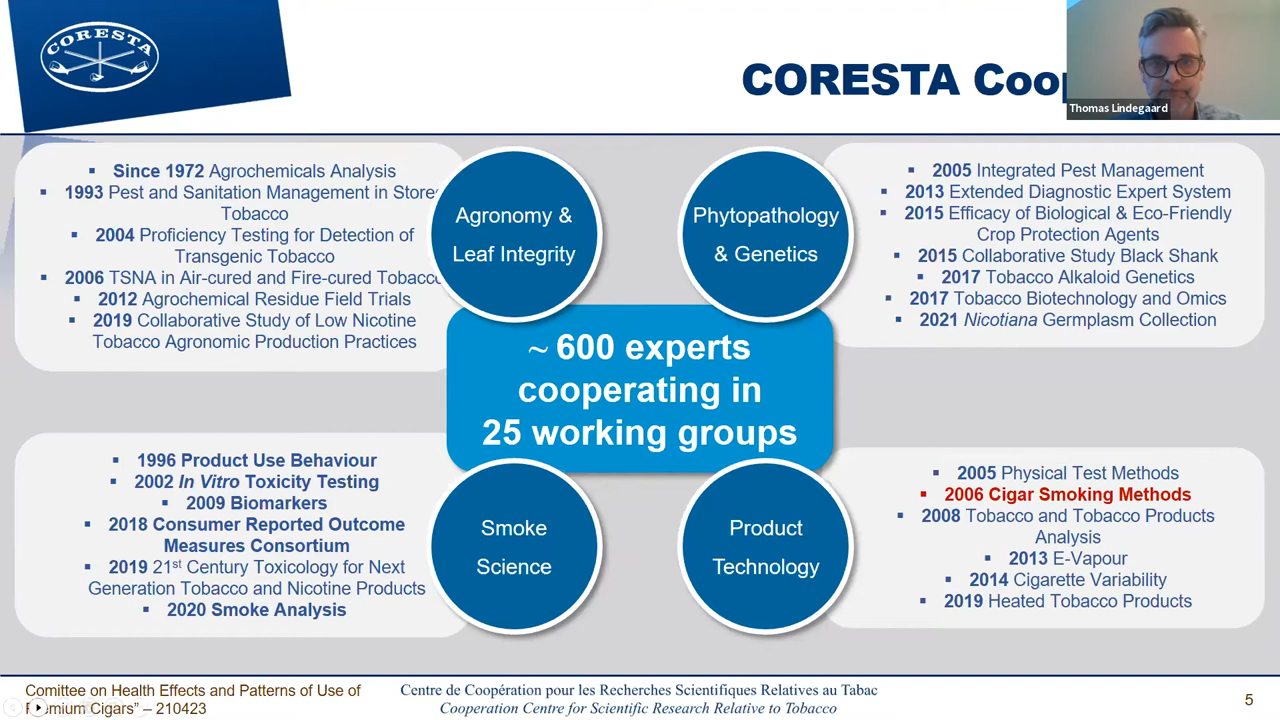 CORESTA
CORESTA Coop
Thomas Lindegaard
▪ Since 1972 Agrochemicals Analysis
▪ 1993 Pest and Sanitation Management in Store
Tobacco
▪ 2004 Proficiency Testing for Detection of
Transgenic Tobacco
▪ 2006 TSNA in Air-cured and Fire-cured Tobacco
▪ 2012 Agrochemical Residue Field Trials
▪ 2019 Collaborative Study of Low Nicotine
Tobacco Agronomic Production Practices
Agronomy &
Leaf Integrity
Phytopathology
& Genetics
▪ 2005 Integrated Pest Management
▪ 2013 Extended Diagnostic Expert System
▪ 2015 Efficacy of Biological & Eco-Friendly
Crop Protection Agents
▪ 2015 Collaborative Study Black Shank
▪ 2017 Tobacco Alkaloid Genetics
▪ 2017 Tobacco Biotechnology and Omics
▪ 2021 Nicotiana Germplasm Collection
~ 600 experts
cooperating in
25 working groups
▪ 1996 Product Use Behaviour
▪ 2002 In Vitro Toxicity Testing
▪ 2009 Biomarkers
▪ 2018 Consumer Reported Outcome
Measures Consortium
▪ 2019 21st Century Toxicology for Next
Generation Tobacco and Nicotine Products
▪ 2020 Smoke Analysis
Smoke
Science
Product
Technology
▪ 2005 Physical Test Methods
▪ 2006 Cigar Smoking Methods
▪ 2008 Tobacco and Tobacco Products
Analysis
▪ 2013 E-Vapour
▪ 2014 Cigarette Variability
▪ 2019 Heated Tobacco Products
Comittee on Health Effects and Patterns of Use of
Premium Cigars” – 210423
Centre de Coopération pour les Recherches Scientifiques Relatives au Tabac
Cooperation Centre for Scientific Research Relative to Tobacco
5